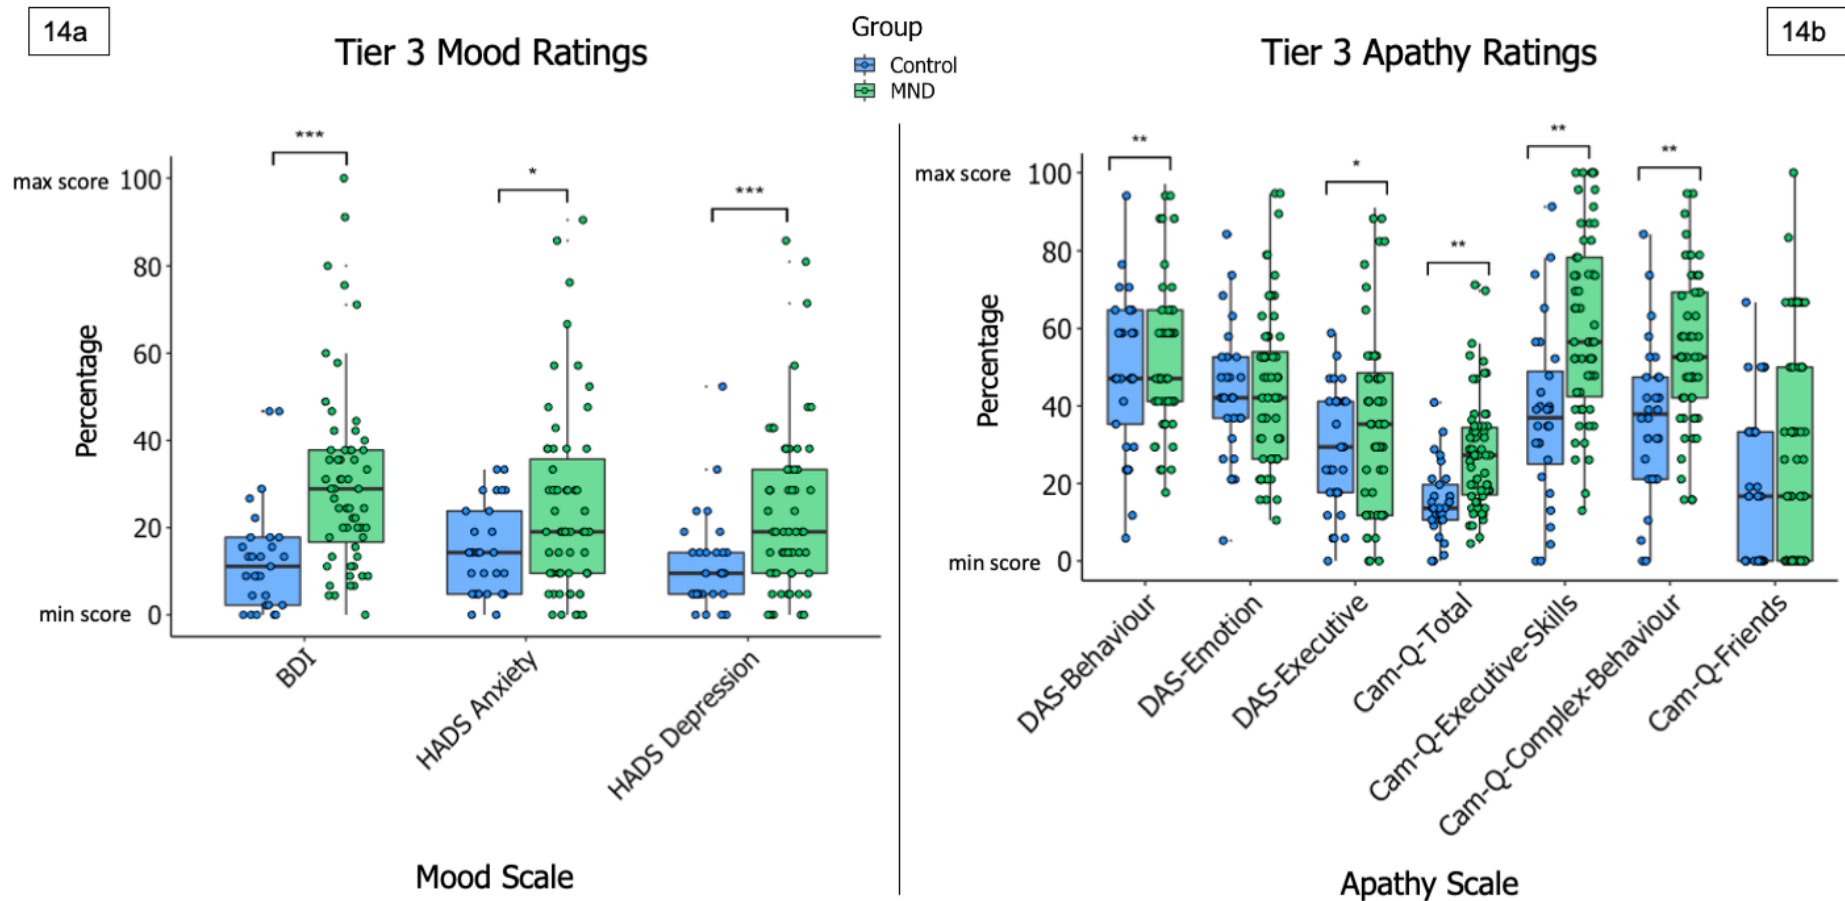 14a
Tier 3 Mood Ratings
Group
Control
MND
Tier 3 Apathy Ratings
14b
***
*
***
max score 100
80
60
40
20
min score 0
Percentage
BDI
HADS Anxiety
HADS Depression
Mood Scale
**
*
**
**
**
max score 100
80
60
40
20
min score 0
Percentage
DAS-Behaviour
DAS-Emotion
DAS-Executive
Cam-Q-Total
Cam-Q-Executive-Skills
Cam-Q-Complex-Behaviour
Cam-Q-Friends
Apathy Scale